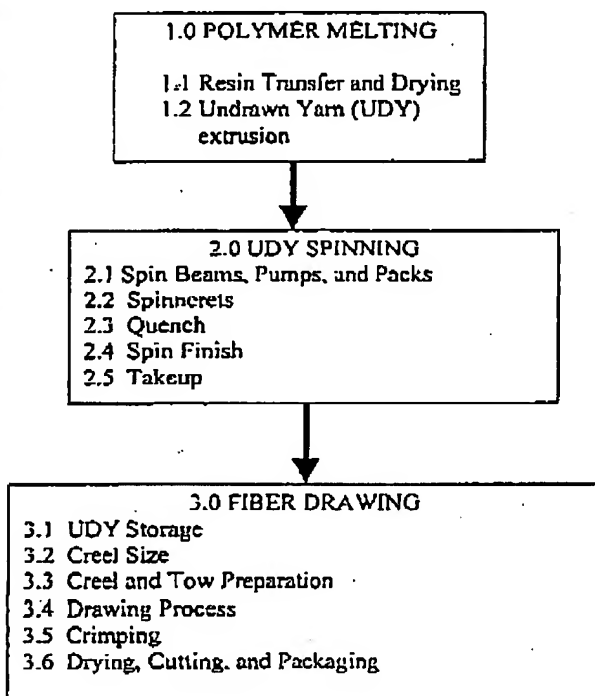 1.0 POLYMER MELTING
1.1 Resin Transfer and Drying
1.2 Undrawn Yarn (UDY)
extrusion
2.0 UDY SPINNING
2.1 Spin Beams, Pumps, and Packs
2.2 Spinnerets
2.3 Quench
2.4 Spin Finish
2.5 Takeup
3.0 FIBER DRAWING
3.1 UDY Storage
3.2 Creel Size
3.3 Creel and Tow Preparation
3.4 Drawing Process
3.5 Crimping
3.6 Drying, Cutting, and Packaging